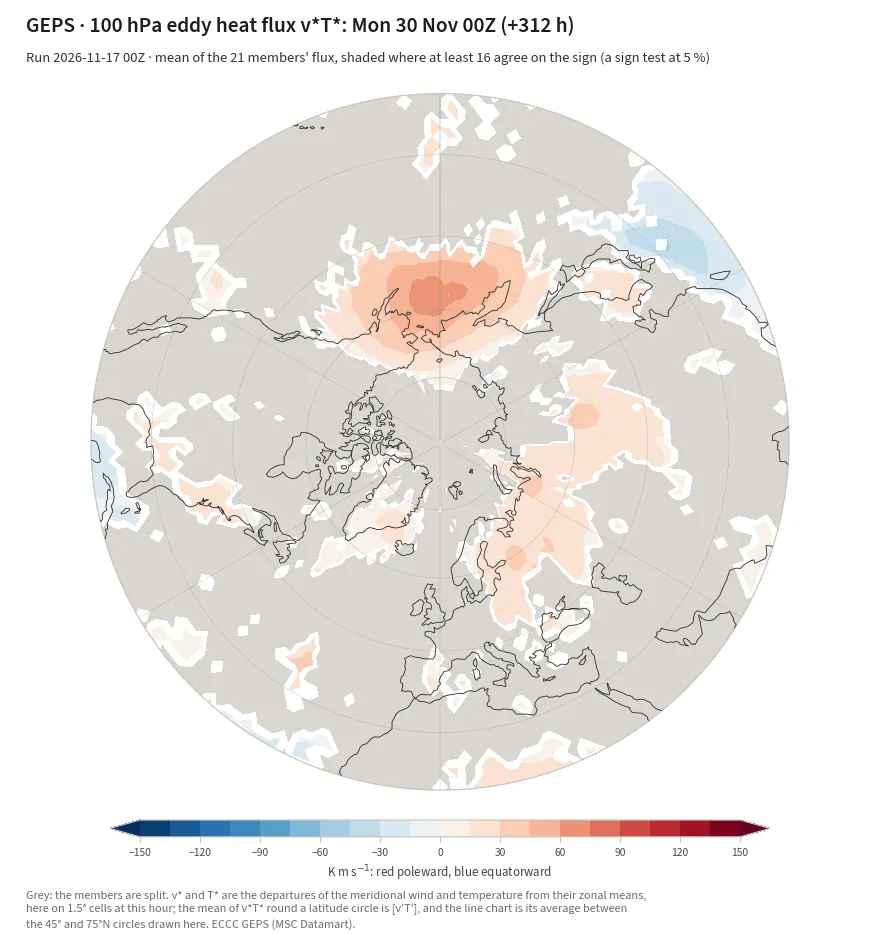 GEPS · 100 hPa eddy heat flux v*T*: Mon 30 Nov 00Z (+312 h)
Run 2026-11-17 00Z · mean of the 21 members' flux, shaded where at least 16 agree on the sign (a sign test at 5 %)
−150 −120 −90 −60 −30 0 30 60 90 120 150
K m s⁻¹: red poleward, blue equatorward
Grey: the members are split. v* and T* are the departures of the meridional wind and temperature from their zonal means,
here on 1.5° cells at this hour; the mean of v*T* round a latitude circle is [v'T'], and the line chart is its average between
the 45° and 75°N circles drawn here. ECCC GEPS (MSC Datamart).